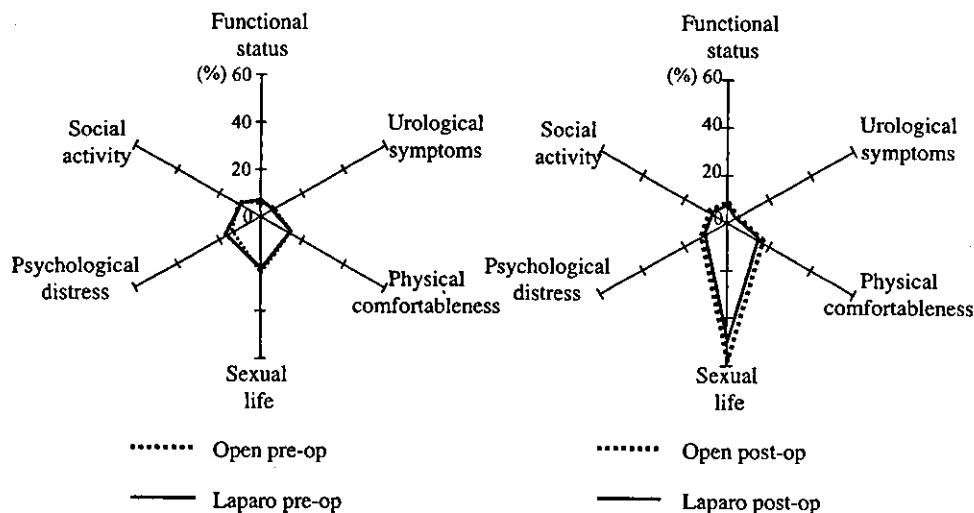 Functional
status
(%) 60
40
20
0
Social
activity
Urological
symptoms
Psychological
distress
Physical
comfortableness
Sexual
life
Open pre-op
Laparo pre-op
Functional
status
(%) 60
40
20
0
Social
activity
Urological
symptoms
Psychological
distress
Physical
comfortableness
Sexual
life
Open post-op
Laparo post-op